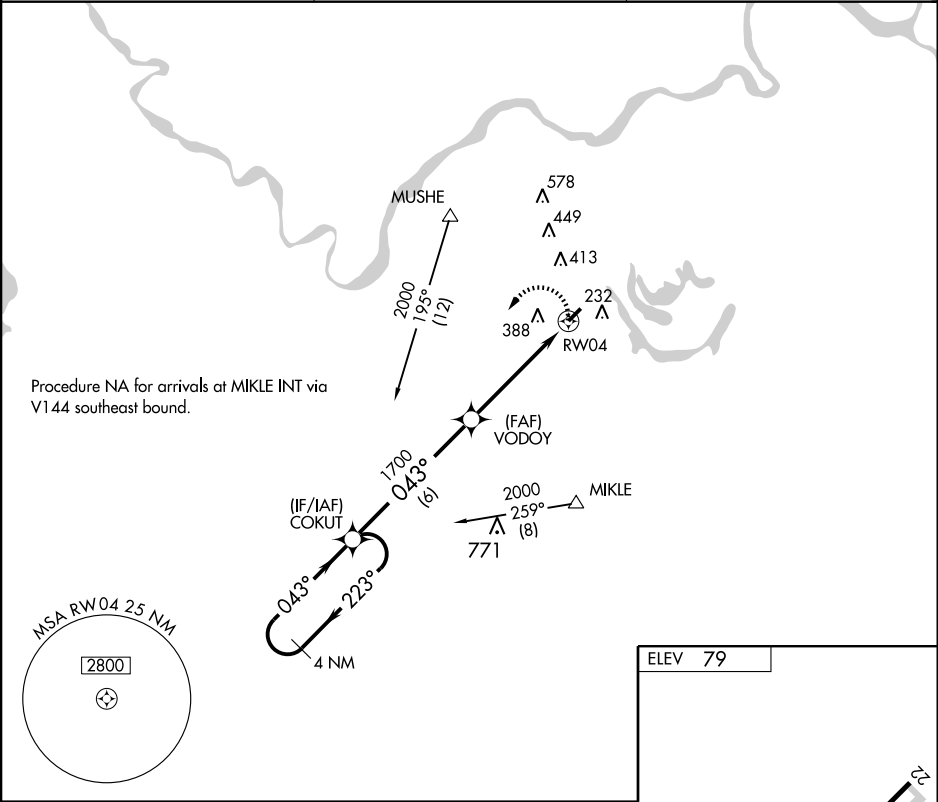 578
MUSHE
449
413
2000
195°
(12)
232
388
RW04
Procedure NA for arrivals at MIKLE INT via
V144 southeast bound.
(FAF)
VODOY
1700
043°
(6)
2000
MIKLE
259°
(8)
771
(IF/IAF)
COKUT
043°
223°
4 NM
MSA RW04 25 NM
2800
ELEV 79
22